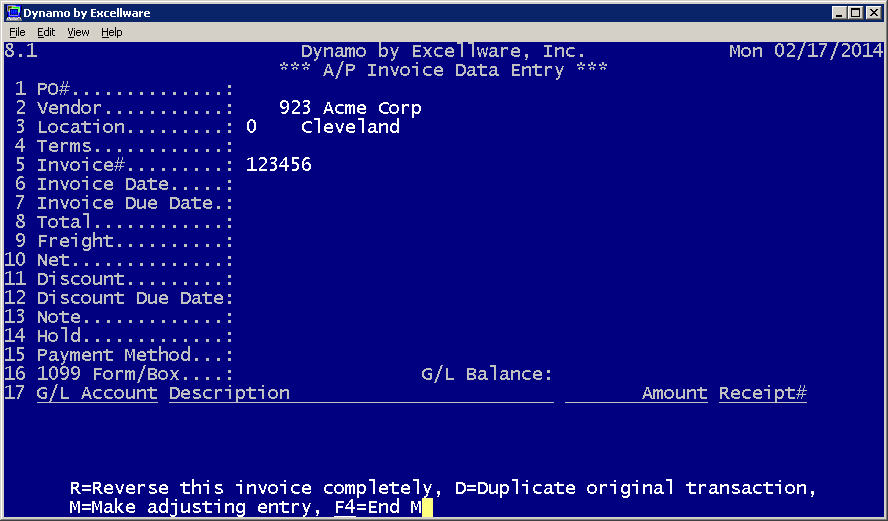 Dynamo by Excellware
File Edit View Help
8.1 Dynamo by Excellware, Inc. Mon 02/17/2014
*** A/P Invoice Data Entry ***
1 PO#..............:
2 Vendor...........: 923 Acme Corp
3 Location.........: 0 Cleveland
4 Terms............:
5 Invoice#.........: 123456
6 Invoice Date.....:
7 Invoice Due Date.:
8 Total............:
9 Freight..........:
10 Net..............:
11 Discount.........:
12 Discount Due Date:
13 Note.............:
14 Hold.............:
15 Payment Method...:
16 1099 Form/Box....: G/L Balance:
17 G/L Account Description Amount Receipt#
R=Reverse this invoice completely, D=Duplicate original transaction,
M=Make adjusting entry, F4=End M